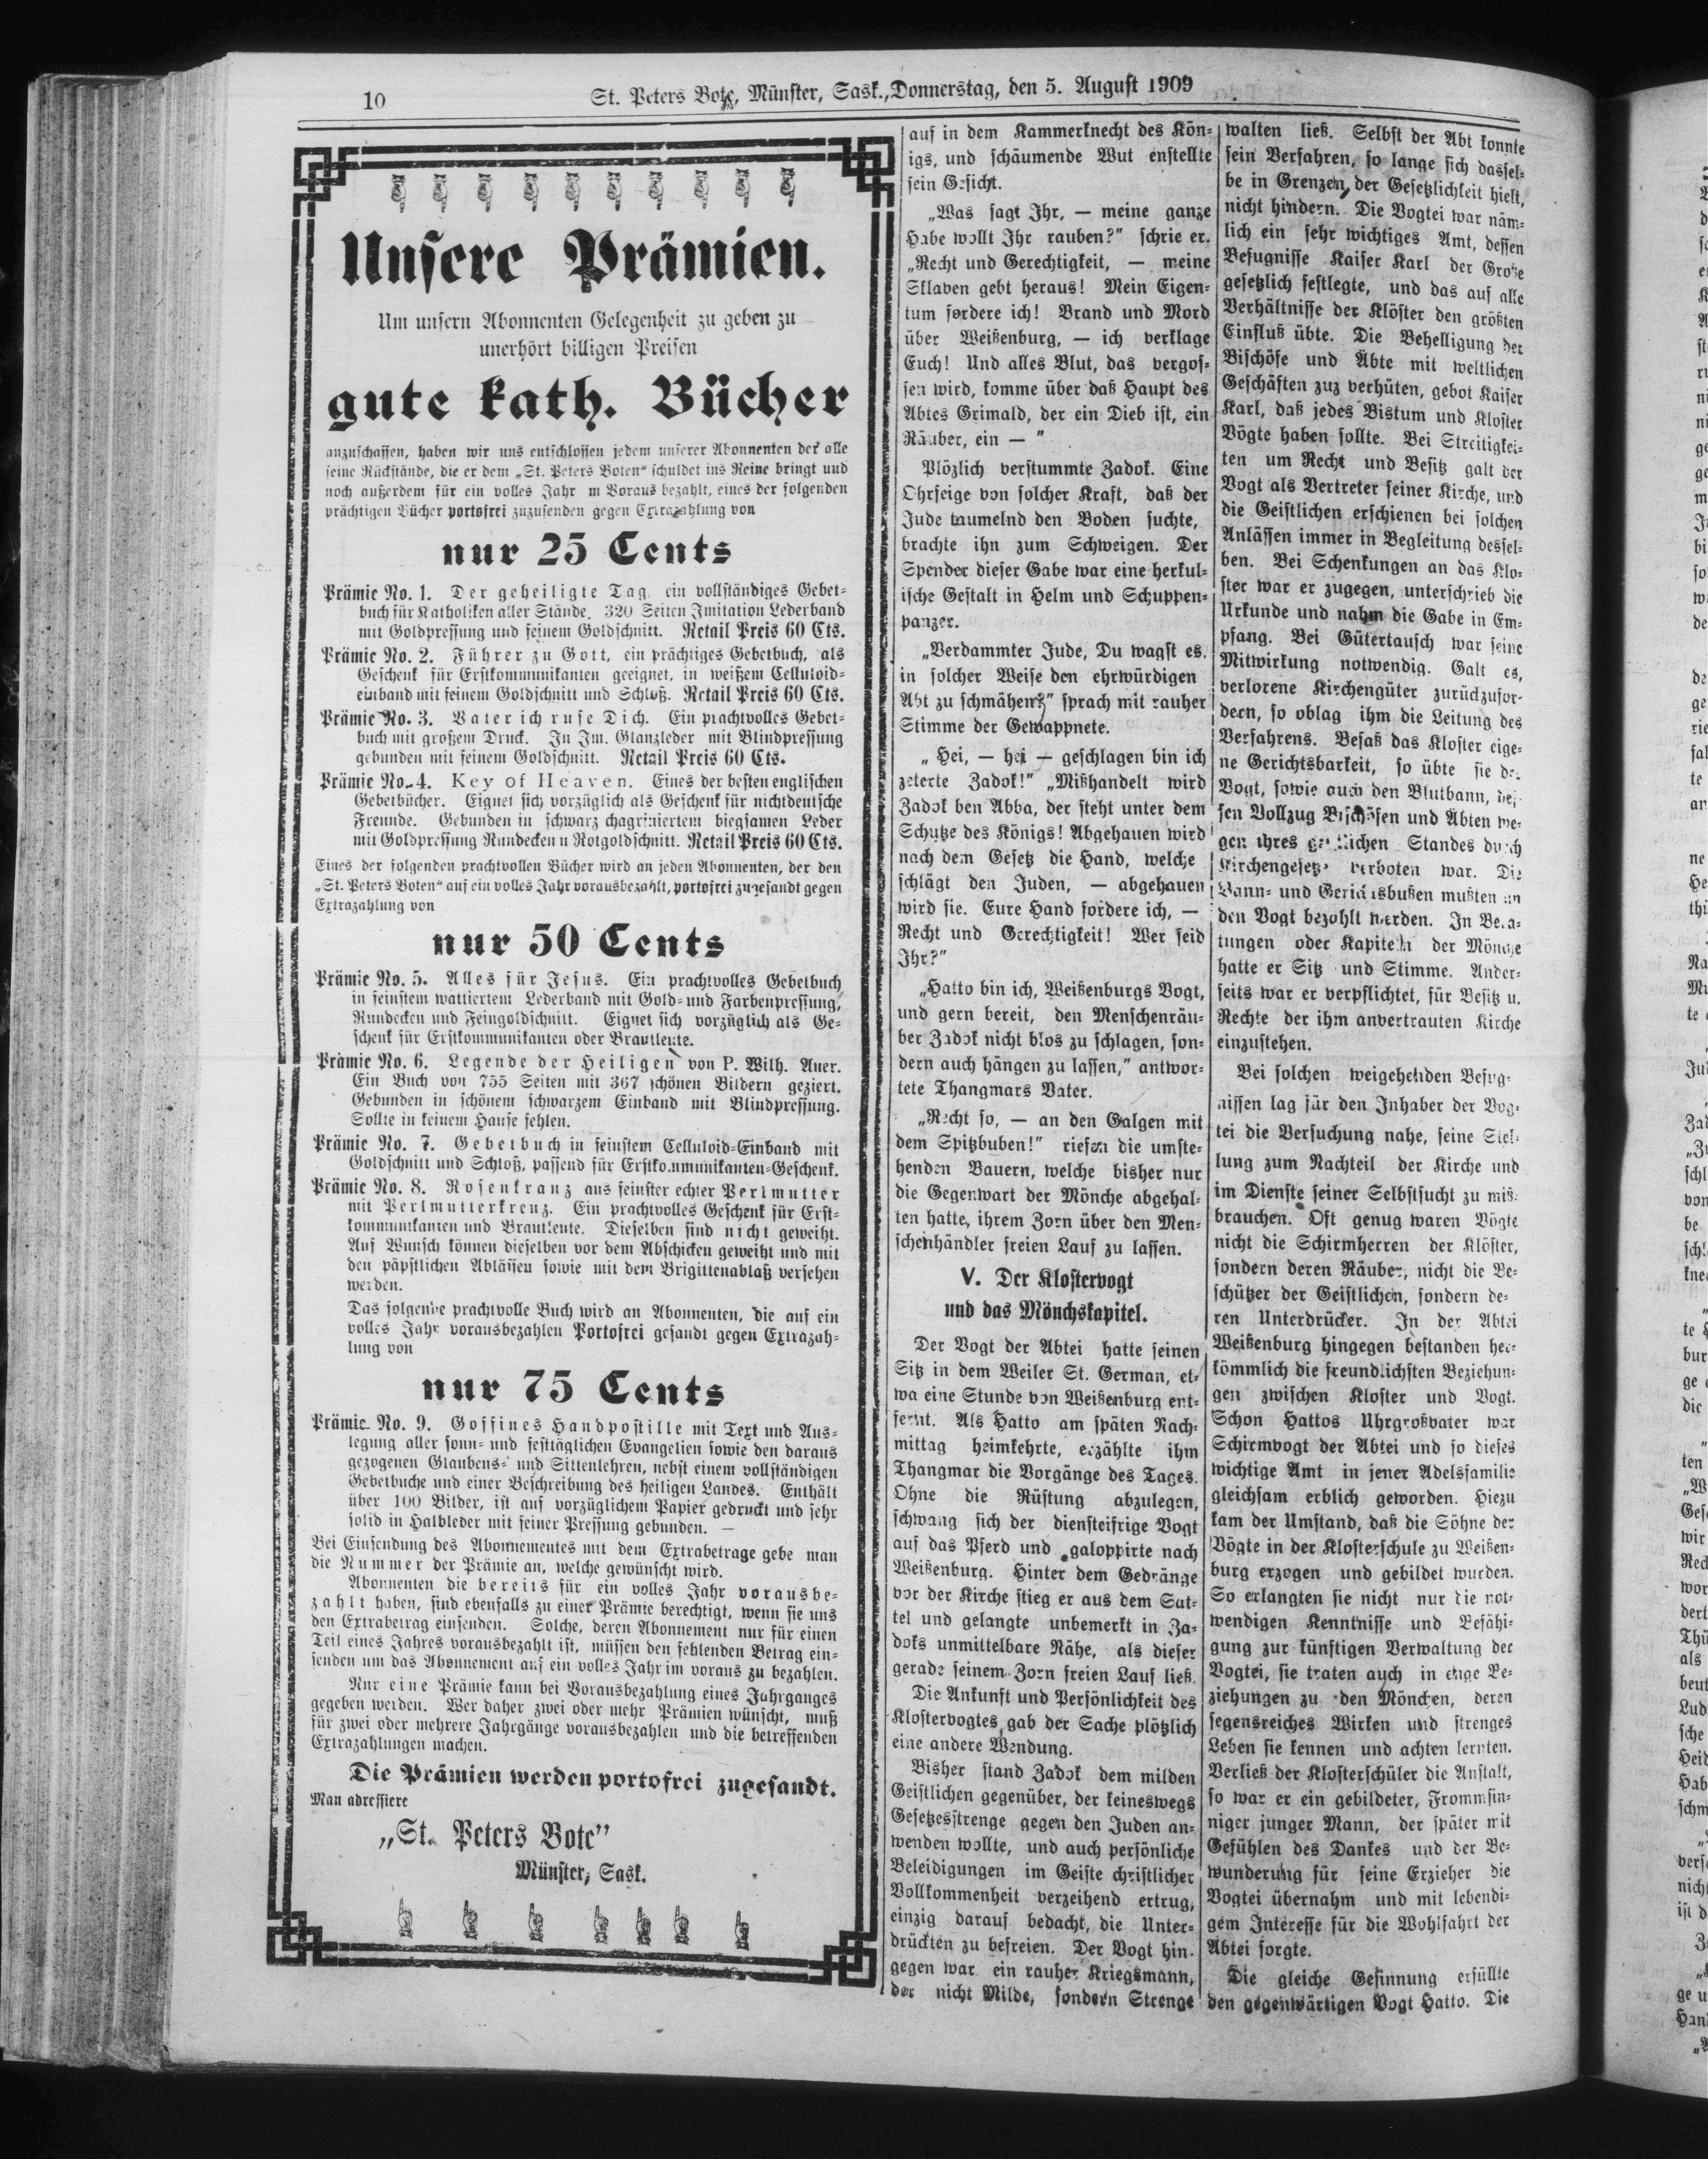 10
St. Peters Bote, Münster, Sask., Donnerstag, den 5. August 1909
Unsere Prämien.
Um unsern Abonnenten Gelegenheit zu geben zu
unerhört billigen Preisen
gute kath. Bücher
anzuschaffen, haben wir uns entschlossen jedem unserer Abonnenten der alle
seine Rückstände, die er dem „St. Peters Boten“ schuldet ins Reine bringt und
noch außerdem für ein volles Jahr m Voraus bezahlt, eines der folgenden
prächtigen Bücher portofrei zuzusenden gegen Extrazahlung von
nur 25 Cents
Prämie No. 1. Der geheiligte Tag, ein vollständiges Gebet-
buch für Katholiken aller Stände. 320 Seiten Imitation Lederband
mit Goldpressung und feinem Goldschnitt. Retail Preis 60 Cts.
Prämie No. 2. Führer zu Gott, ein prächtiges Gebetbuch, als
Geschenk für Erstkommunikanten geeignet, in weißem Celluloid-
einband mit feinem Goldschnitt und Schloß. Retail Preis 60 Cts.
Prämie No. 3. Vater ich rufe Dich. Ein prachtvolles Gebet-
buch mit großem Druck. In Im. Glanzleder mit Blindpressung
gebunden mit feinem Goldschnitt. Retail Preis 60 Cts.
Prämie No. 4. Key of Heaven. Eines der besten englischen
Gebetbücher. Eignet sich vorzüglich als Geschenk für nichtdeutsche
Freunde. Gebunden in schwarz chagriniertem biegsamen Leder
mit Goldpressung Rundecken u Rotgoldschnitt. Retail Preis 60 Cts.
Eines der folgenden prachtvollen Bücher wird an jeden Abonnenten, der den
„St. Peters Boten“ auf ein volles Jahr vorausbezahlt, portofrei zugesandt gegen
Extrazahlung von
nur 50 Cents
Prämie No. 5. Alles für Jesus. Ein prachtvolles Gebetbuch
in feinstem wattiertem Lederband mit Gold- und Farbenpressung,
Rundecken und Feingoldschnitt. Eignet sich vorzüglich als Ge-
schenk für Erstkommunikanten oder Brautleute.
Prämie No. 6. Legende der Heiligen von P. Wilh. Auer.
Ein Buch von 755 Seiten mit 367 schönen Bildern geziert.
Gebunden in schönem schwarzem Einband mit Blindpressung.
Sollte in keinem Hause fehlen.
Prämie No. 7. Gebetbuch in feinstem Celluloid-Einband mit
Goldschnitt und Schloß, passend für Erstkommunikanten-Geschenk.
Prämie No. 8. Rosenkranz aus feinster echter Perlmutter
mit Perlmutterkreuz. Ein prachtvolles Geschenk für Erst-
kommunikanten und Brautleute. Dieselben sind nicht geweiht.
Auf Wunsch können dieselben vor dem Abschicken geweiht und mit
den päpstlichen Ablässen sowie mit dem Brigittenablaß versehen
werden.
Das folgende prachtvolle Buch wird an Abonnenten, die auf ein
volles Jahr vorausbezahlen Portofrei gesandt gegen Extrazah-
lung von
nur 75 Cents
Prämie No. 9. Goffines Handpostille mit Text und Aus-
legung aller sonn- und festtäglichen Evangelien sowie den daraus
gezogenen Glaubens- und Sittenlehren, nebst einem vollständigen
Gebetbuche und einer Beschreibung des heiligen Landes. Enthält
über 100 Bilder, ist auf vorzüglichem Papier gedruckt und sehr
solid in Halbleder mit feiner Pressung gebunden. —
Bei Einsendung des Abonnementes mit dem Extrabetrage gebe man
die Nummer der Prämie an, welche gewünscht wird.
Abonnenten die bereits für ein volles Jahr vorausbe-
zahlt haben, sind ebenfalls zu einer Prämie berechtigt, wenn sie uns
den Extrabetrag einsenden. Solche, deren Abonnement nur für einen
Teil eines Jahres vorausbezahlt ist, müssen den fehlenden Betrag ein-
senden um das Abonnement auf ein volles Jahr im voraus zu bezahlen.
Nur eine Prämie kann bei Vorausbezahlung eines Jahrganges
gegeben werden. Wer daher zwei oder mehr Prämien wünscht, muß
für zwei oder mehrere Jahrgänge vorausbezahlen und die betreffenden
Extrazahlungen machen.
Die Prämien werden portofrei zugesandt.
Man adressiere
„St. Peters Bote”
Münster, Sask.
auf in dem Kammerknecht des Kön-
igs, und schäumende Wut enstellte
sein Gesicht.
„Was sagt Ihr, — meine ganze
Habe wollt Ihr rauben?” schrie er.
„Recht und Gerechtigkeit, — meine
Sklaven gebt heraus! Mein Eigen-
tum fordere ich! Brand und Mord
über Weißenburg, — ich verklage
Euch! Und alles Blut, das vergos-
sen wird, komme über daß Haupt des
Abtes Grimald, der ein Dieb ist, ein
Räuber, ein — ”
Plözlich verstummte Zadok. Eine
Ohrfeige von solcher Kraft, daß der
Jude taumelnd den Boden suchte,
brachte ihn zum Schweigen. Der
Spender dieser Gabe war eine herkul-
ische Gestalt in Helm und Schuppen-
panzer.
„Verdammter Jude, Du wagst es,
in solcher Weise den ehrwürdigen
Abt zu schmähen?” sprach mit rauher
Stimme der Gewappnete.
„ Hei, — hei — geschlagen bin ich
zeterte Zadok!” „Mißhandelt wird
Zadok ben Abba, der steht unter dem
Schutze des Königs! Abgehauen wird
nach dem Gesetz die Hand, welche
schlägt den Juden, — abgehauen
wird sie. Eure Hand fordere ich, —
Recht und Gerechtigkeit! Wer seid
Ihr?”
„Hatto bin ich, Weißenburgs Vogt,
und gern bereit, den Menschenräu-
ber Zadok nicht blos zu schlagen, son-
dern auch hängen zu lassen,” antwor-
tete Thangmars Vater.
„Recht so, — an den Galgen mit
dem Spitzbuben!” riefen die umste-
henden Bauern, welche bisher nur
die Gegenwart der Mönche abgehal-
ten hatte, ihrem Zorn über den Men-
schenhändler freien Lauf zu lassen.
V. Der Klostervogt
und das Mönchskapitel.
Der Vogt der Abtei hatte seinen
Sitz in dem Weiler St. German, et-
wa eine Stunde von Weißenburg ent-
fernt. Als Hatto am späten Nach-
mittag heimkehrte, erzählte ihm
Thangmar die Vorgänge des Tages.
Ohne die Rüstung abzulegen,
schwang sich der diensteifrige Vogt
auf das Pferd und galoppirte nach
Weißenburg. Hinter dem Gedränge
vor der Kirche stieg er aus dem Sat-
tel und gelangte unbemerkt in Za-
doks unmittelbare Nähe, als dieser
gerade seinem Zorn freien Lauf ließ.
Die Ankunft und Persönlichkeit des
Klostervogtes gab der Sache plötzlich
eine andere Wendung.
Bisher stand Zadok dem milden
Geistlichen gegenüber, der keineswegs
Gesetzesstrenge gegen den Juden an-
wenden wollte, und auch persönliche
Beleidigungen im Geiste christlicher
Vollkommenheit verzeihend ertrug,
einzig darauf bedacht, die Unter-
drückten zu befreien. Der Vogt hin-
gegen war ein rauher Kriegsmann,
der nicht Milde, sondern Strenge
walten ließ. Selbst der Abt konnte
sein Verfahren, so lange sich dassel-
be in Grenzen der Gesetzlichkeit hielt,
nicht hindern. Die Vogtei war näm-
lich ein sehr wichtiges Amt, dessen
Befugnisse Kaiser Karl der Große
gesetzlich festlegte, und das auf alle
Verhältnisse der Klöster den größten
Einfluß übte. Die Behelligung der
Bischöfe und Äbte mit weltlichen
Geschäften zuz verhüten, gebot Kaiser
Karl, daß jedes Bistum und Kloster
Vögte haben sollte. Bei Streitigkei-
ten um Recht und Besitz galt der
Vogt als Vertreter seiner Kirche, und
die Geistlichen erschienen bei solchen
Anlässen immer in Begleitung dessel-
ben. Bei Schenkungen an das Klo-
ster war er zugegen, unterschrieb die
Urkunde und nahm die Gabe in Em-
pfang. Bei Gütertausch war seine
Mitwirkung notwendig. Galt es,
verlorene Kirchengüter zurückzufor-
dern, so oblag ihm die Leitung des
Verfahrens. Besaß das Kloster eige-
ne Gerichtsbarkeit, so übte sie der
Vogt, sowie auch den Blutbann, des-
sen Vollzug Bischöfen und Äbten we-
gen ihres Standes durch
Kirchengesetz verboten war. Die
Bann- und Gerichtsbußen mußten an
den Vogt bezahlt werden. In Bera-
tungen oder Kapiteln der Mönche
hatte er Sitz und Stimme. Ander-
seits war er verpflichtet, für Besitz u.
Rechte der ihm anvertrauten Kirche
einzustehen.
Bei solchen weigehenden Befug-
nissen lag für den Inhaber der Vog-
tei die Versuchung nahe, seine Stel-
lung zum Nachteil der Kirche und
im Dienste seiner Selbstsucht zu miß-
brauchen. Oft genug waren Vögte
nicht die Schirmherren der Klöster,
sondern deren Räuber, nicht die Be-
schützer der Geistlichen, sondern de-
ren Unterdrücker. In der Abtei
Weißenburg hingegen bestanden her-
kömmlich die freundlichsten Beziehun-
gen zwischen Kloster und Vogt.
Schon Hattos Uhrgroßvater war
Schirmvogt der Abtei und so dieses
wichtige Amt in jener Adelsfamilie
gleichsam erblich geworden. Hiezu
kam der Umstand, daß die Söhne der
Vögte in der Klosterschule zu Weißen-
burg erzogen und gebildet wurden.
So erlangten sie nicht nur die not-
wendigen Kenntnisse und Befähi-
gung zur künftigen Verwaltung der
Vogtei, sie traten auch in enge Be-
ziehungen zu den Mönchen, deren
segensreiches Wirken und strenges
Leben sie kennen und achten lernten.
Verließ der Klosterschüler die Anstalt,
so war er ein gebildeter, Frommsin-
niger junger Mann, der später mit
Gefühlen des Dankes und der Be-
wunderung für seine Erzieher die
Vogtei übernahm und mit lebendi-
gem Interesse für die Wohlfahrt der
Abtei sorgte.
Die gleiche Gesinnung erfüllte
den gegenwärtigen Vogt Hatto. Die